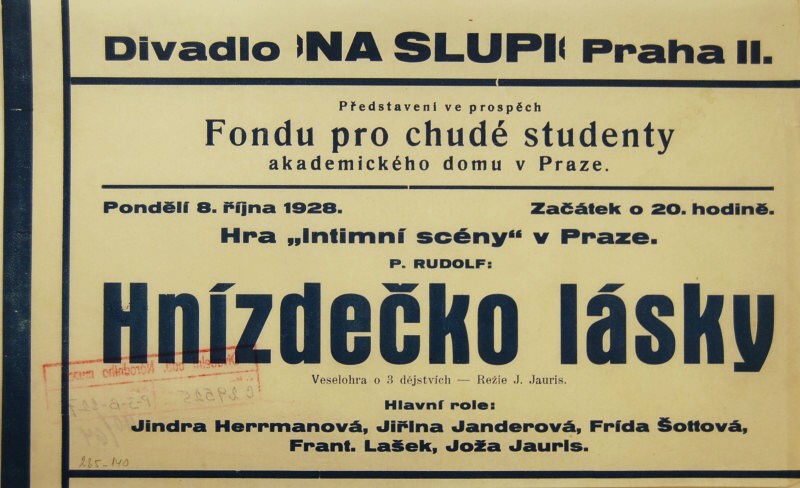 Divadlo „NA SLUPI“ Praha II.
Představení ve prospěch
Fondu pro chudé studenty
akademického domu v Praze.
Pondělí 8. října 1928. Začátek o 20. hodině.
Hra „Intimní scény“ v Praze.
P. RUDOLF:
Hnízdečko lásky
Veselohra o 3 dějstvích — Režie J. Jauris.
Hlavní role:
Jindra Herrmanová, Jiřina Janderová, Frída Šottová,
Frant. Lašek, Joža Jauris.
225-140